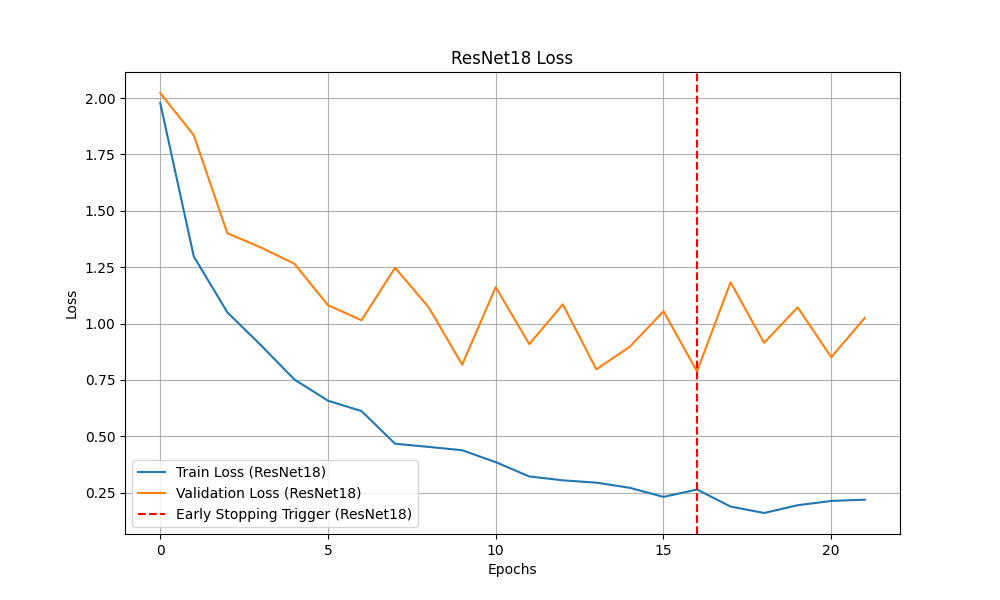 ResNet18 Loss
2.00
1.75
1.50
1.25
1.00
0.75
0.50
0.25
Loss
Train Loss (ResNet18)
Validation Loss (ResNet18)
Early Stopping Trigger (ResNet18)
0 5 10 15 20
Epochs